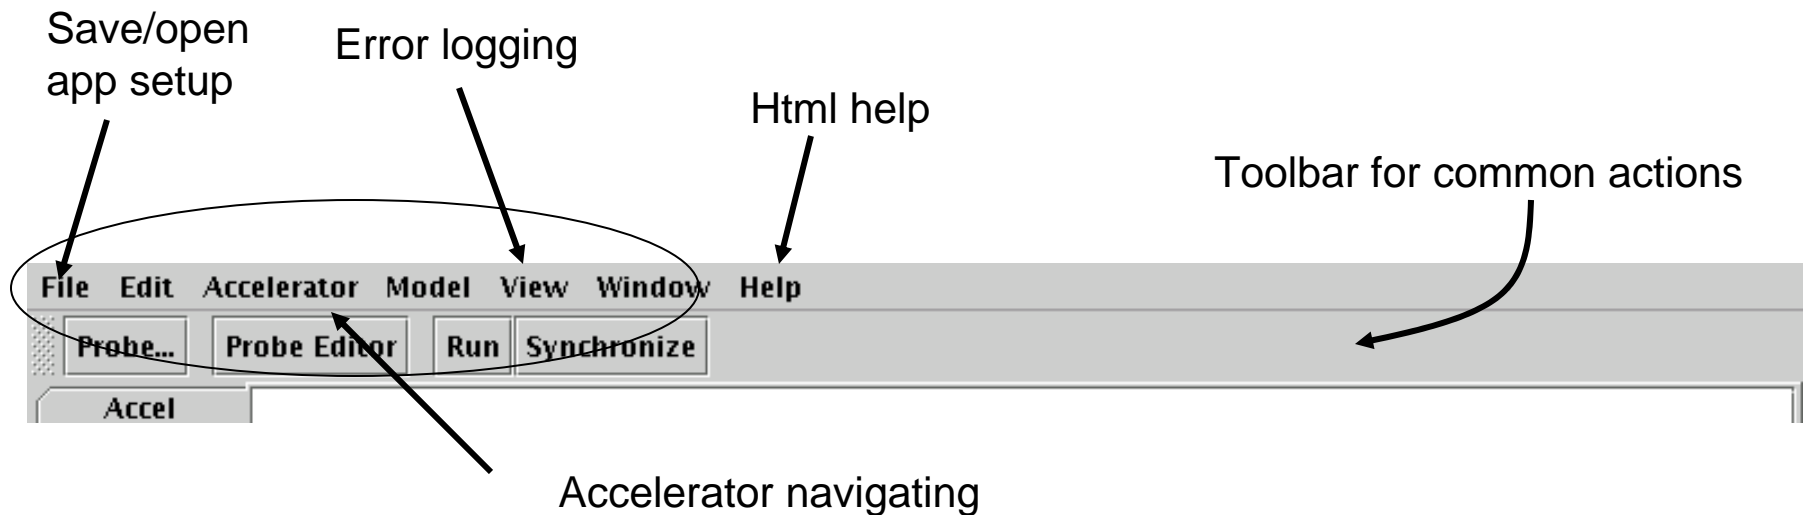 Save/open
app setup
Error logging
Html help
Toolbar for common actions
File Edit Accelerator Model View Window Help
Probe... Probe Editor Run Synchronize
Accel
Accelerator navigating